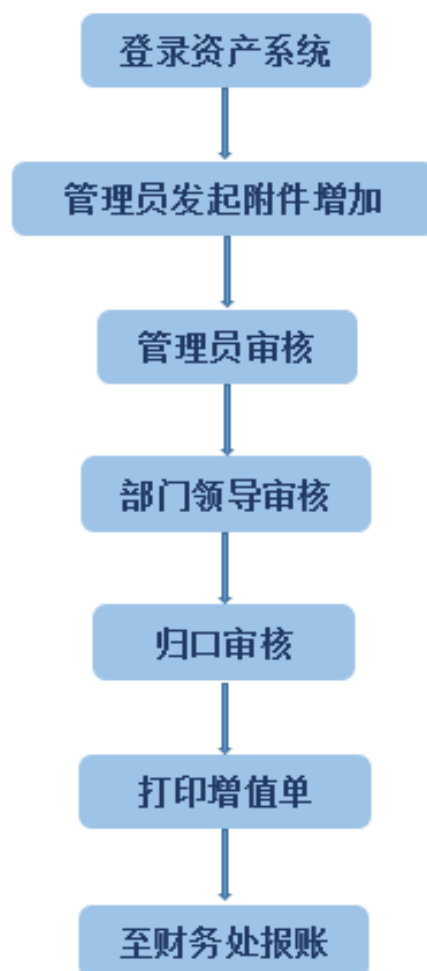 登录资产系统
管理员发起附件增加
管理员审核
部门领导审核
归口审核
打印增值单
至财务处报账